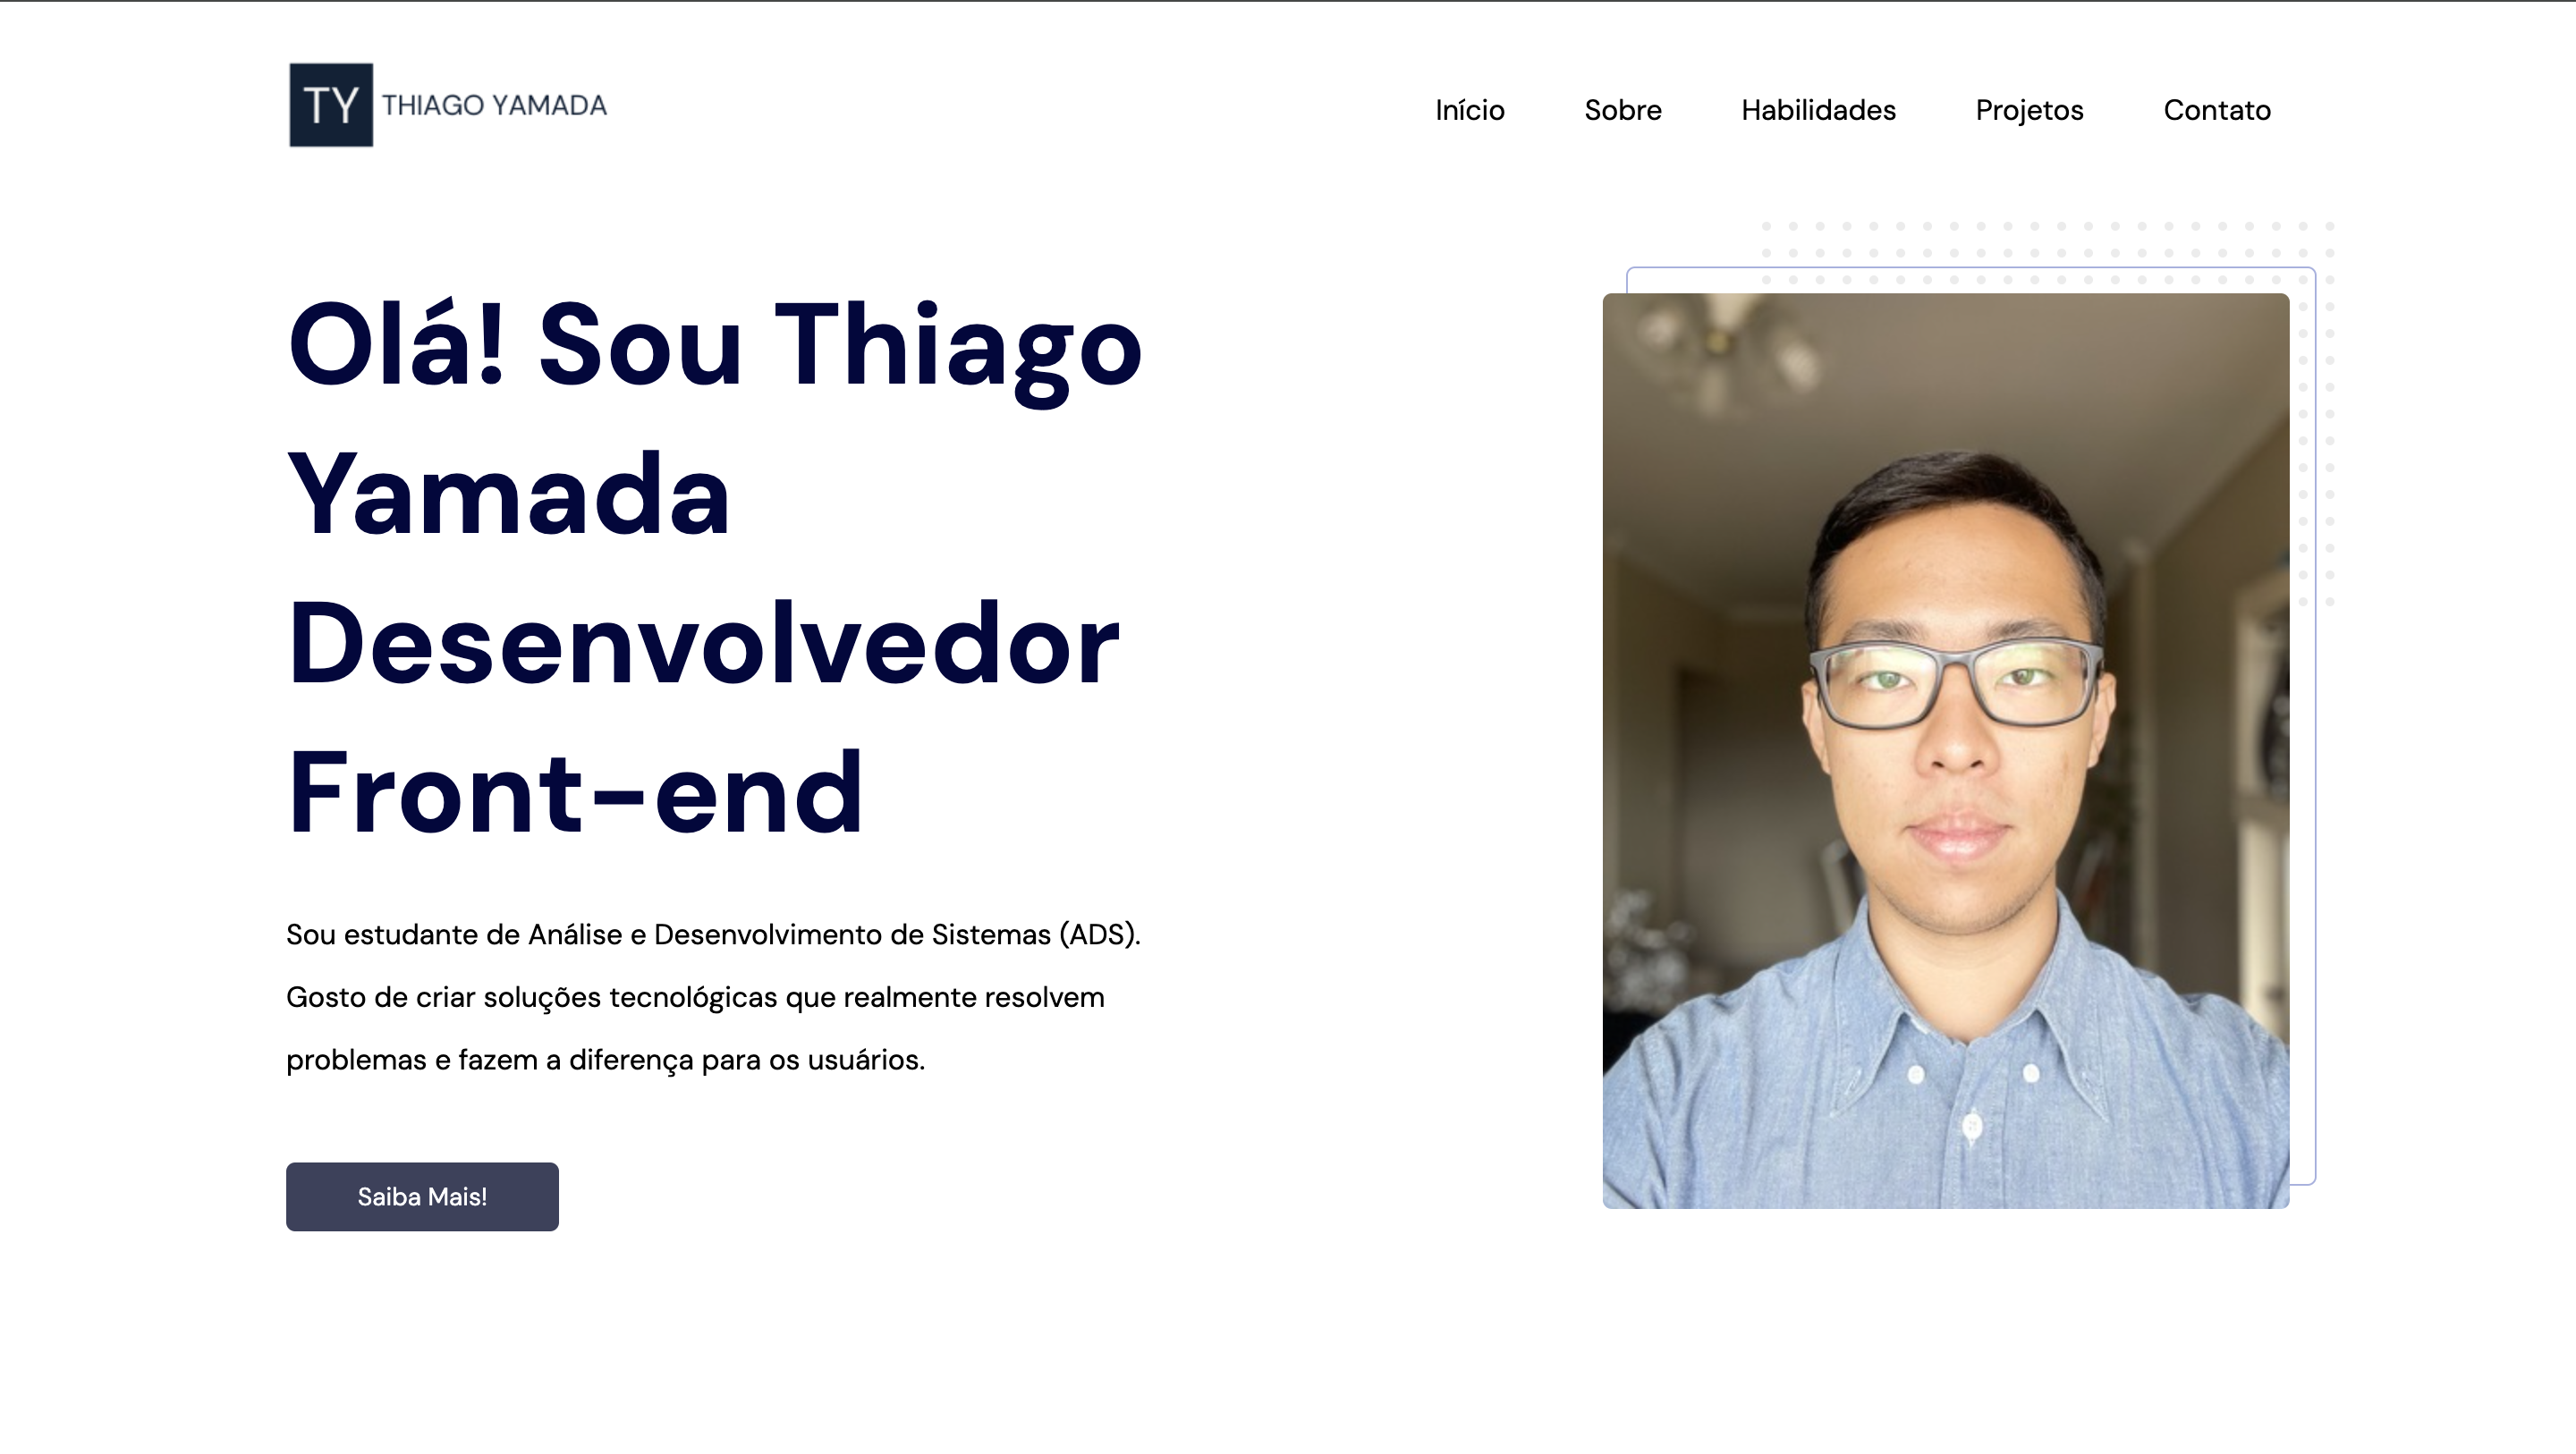 TY THIAGO YAMADA
Início Sobre Habilidades Projetos Contato
Olá! Sou Thiago
Yamada
Desenvolvedor
Front-end
Sou estudante de Análise e Desenvolvimento de Sistemas (ADS).
Gosto de criar soluções tecnológicas que realmente resolvem
problemas e fazem a diferença para os usuários.
Saiba Mais!